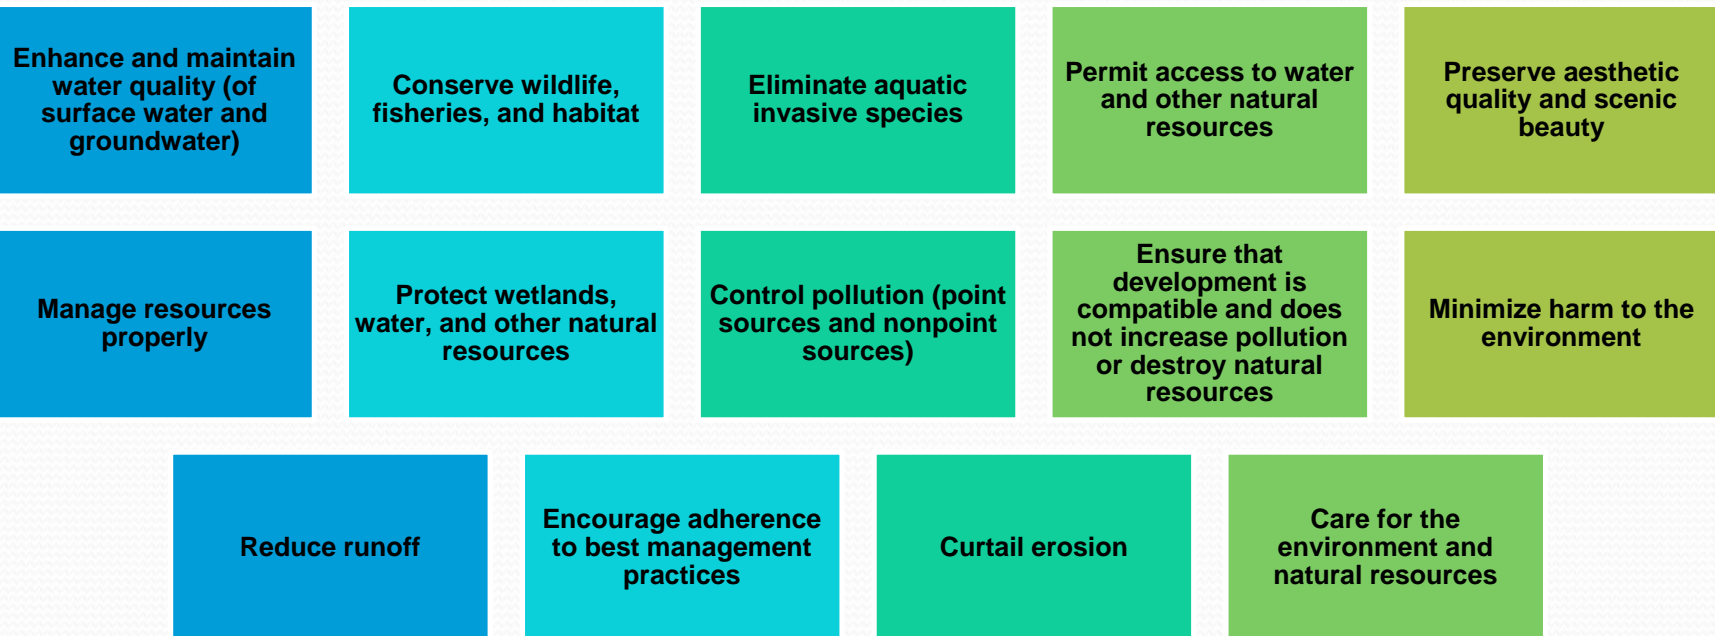 Enhance and maintain
water quality (of
surface water and
groundwater)
Conserve wildlife,
fisheries, and habitat
Eliminate aquatic
invasive species
Permit access to water
and other natural
resources
Preserve aesthetic
quality and scenic
beauty
Manage resources
properly
Protect wetlands,
water, and other natural
resources
Control pollution (point
sources and nonpoint
sources)
Ensure that
development is
compatible and does
not increase pollution
or destroy natural
resources
Minimize harm to the
environment
Reduce runoff
Encourage adherence
to best management
practices
Curtail erosion
Care for the
environment and
natural resources